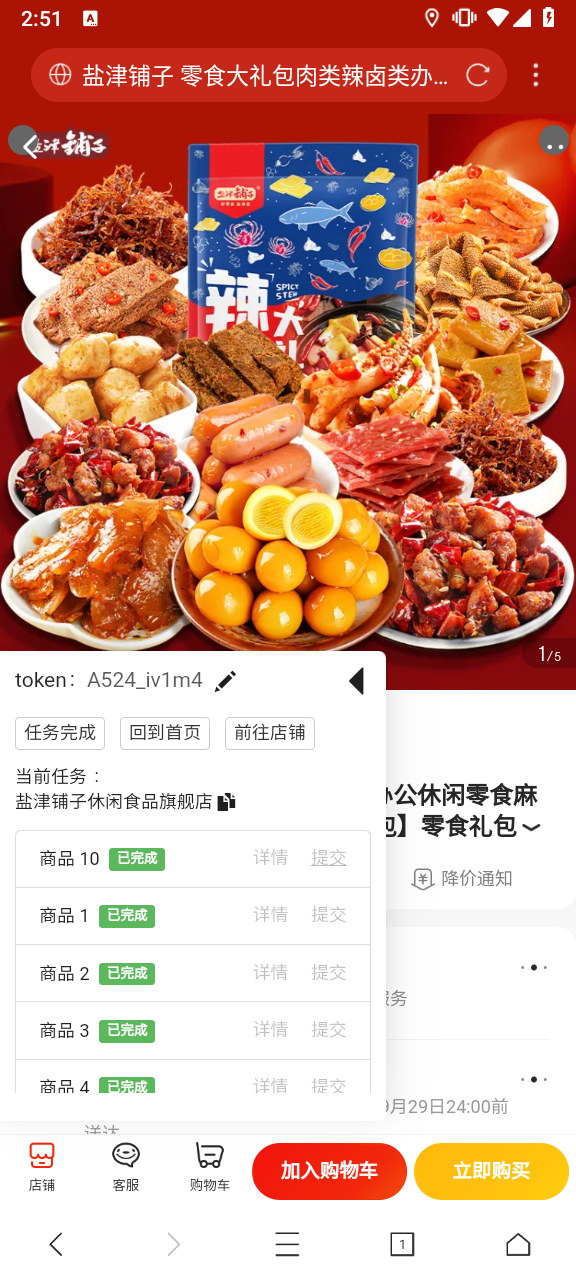 2:51
A
盐津铺子 零食大礼包肉类辣卤类办...
盐津铺子
盐津铺子
辣
SPICY
大
1/5
token: A524_iv1m4
任务完成 回到首页 前往店铺
当前任务：
盐津铺子休闲食品旗舰店
办公休闲零食麻
包】零食礼包
降价通知
商品 10 已完成 详情 提交
商品 1 已完成 详情 提交
商品 2 已完成 详情 提交
服务
商品 3 已完成 详情 提交
商品 4 已完成 详情 提交
9月29日24:00前
送达
店铺 客服 购物车 加入购物车 立即购买
1